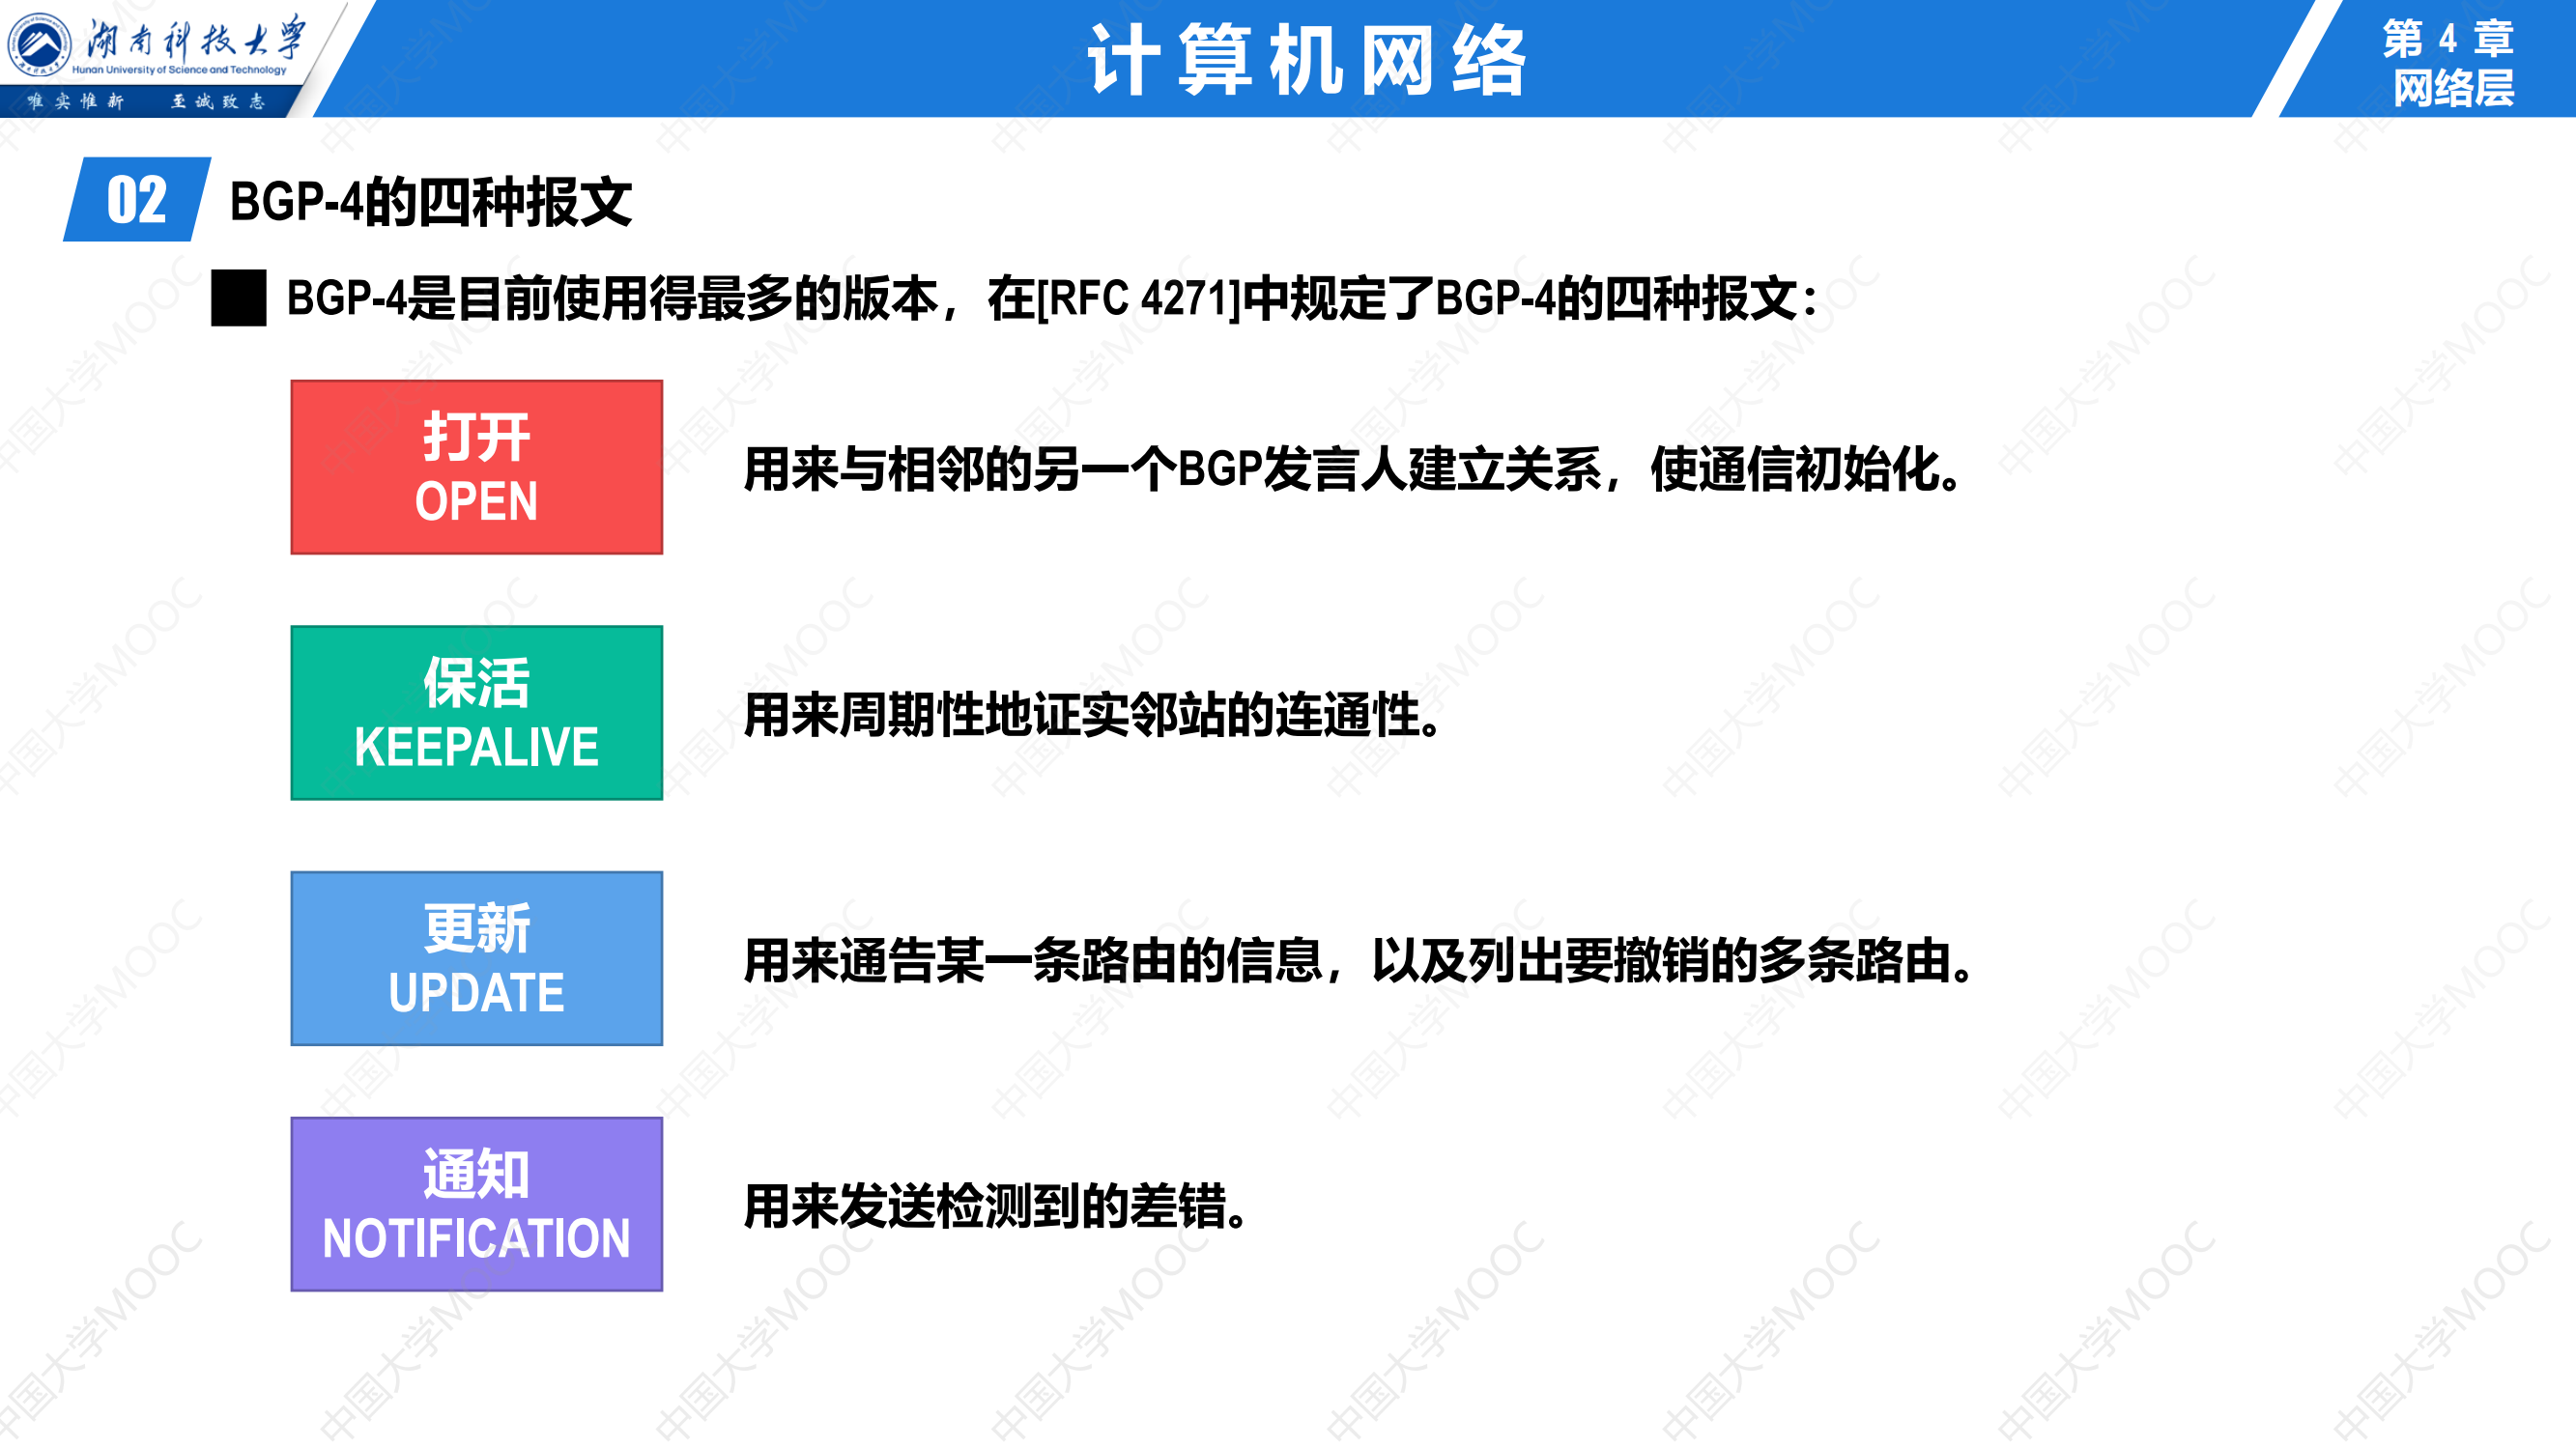 湖南科技大学
Hunan University of Science and Technology
唯实惟新 至诚致志
计算机网络
第 4 章
网络层
02 BGP-4的四种报文
BGP-4是目前使用得最多的版本，在[RFC 4271]中规定了BGP-4的四种报文：
打开
OPEN
用来与相邻的另一个BGP发言人建立关系，使通信初始化。
保活
KEEPALIVE
用来周期性地证实邻站的连通性。
更新
UPDATE
用来通告某一条路由的信息，以及列出要撤销的多条路由。
通知
NOTIFICATION
用来发送检测到的差错。
中国大学MOOC